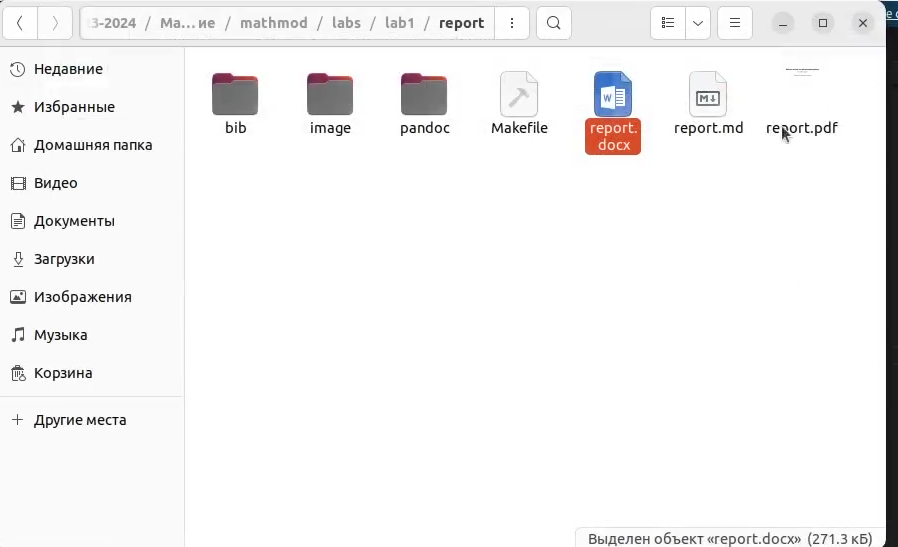 3-2024 / Ma...ие / mathmod / labs / lab1 / report
Недавние
Избранные
Домашняя папка
Видео
Документы
Загрузки
Изображения
Музыка
Корзина
Другие места
bib
image
pandoc
Makefile
report.
docx
report.md
report.pdf
Выделен объект «report.docx» (271.3 кБ)